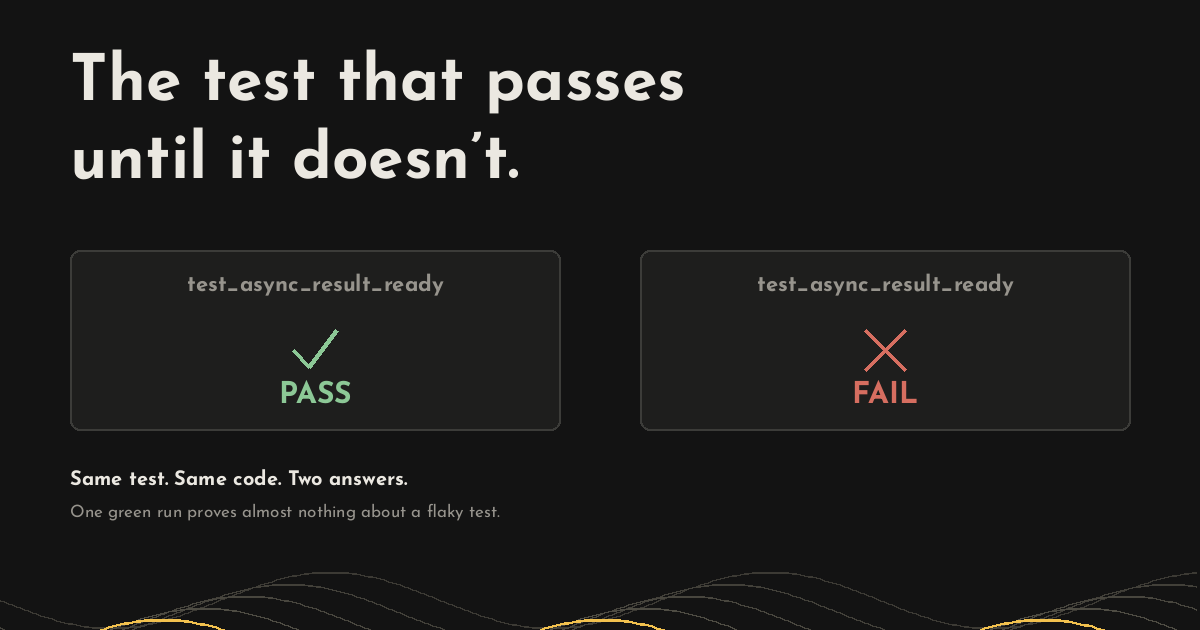 The test that passes
until it doesn’t.
test_async_result_ready
PASS
test_async_result_ready
FAIL
Same test. Same code. Two answers.
One green run proves almost nothing about a flaky test.